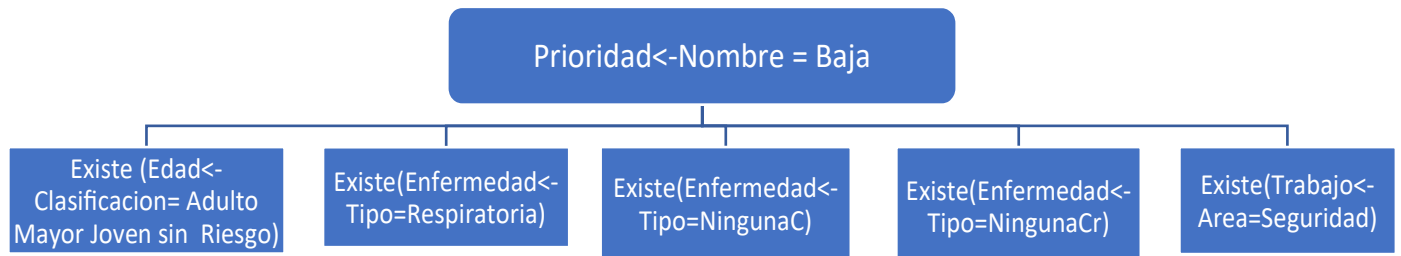 Prioridad<-Nombre = Baja
Existe (Edad<-
Clasificacion= Adulto
Mayor Joven sin  Riesgo)
Existe(Enfermedad<-
Tipo=Respiratoria)
Existe(Enfermedad<-
Tipo=NingunaC)
Existe(Enfermedad<-
Tipo=NingunaCr)
Existe(Trabajo<-
Area=Seguridad)